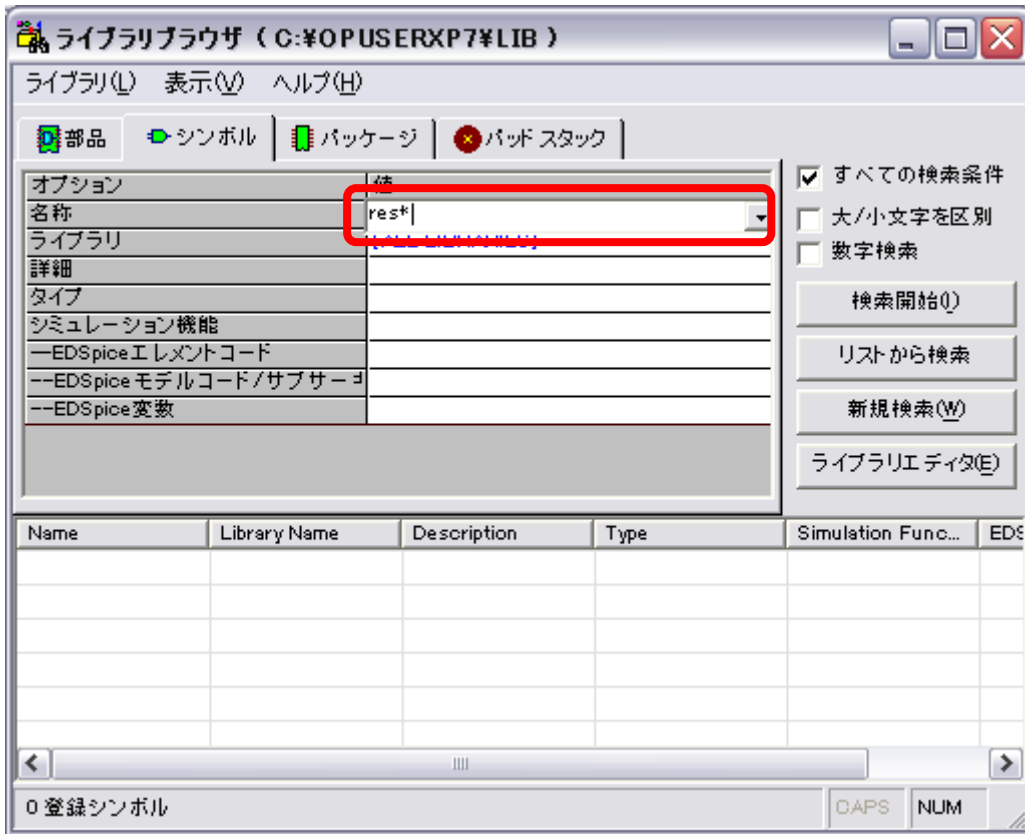 ライブラリブラウザ ( C:¥OPUSERXP7¥LIB )
ライブラリ(L) 表示(V) ヘルプ(H)
部品 シンボル パッケージ パッド スタック
オプション 値
名称 res*
ライブラリ
詳細
タイプ
シミュレーション機能
―EDSpiceエレメントコード
--EDSpiceモデルコード/サブサーキ
--EDSpice変数
すべての検索条件
大/小文字を区別
数字検索
検索開始(I)
リストから検索
新規検索(W)
ライブラリエディタ(E)
Name Library Name Description Type Simulation Func... EDS
0 登録シンボル CAPS NUM